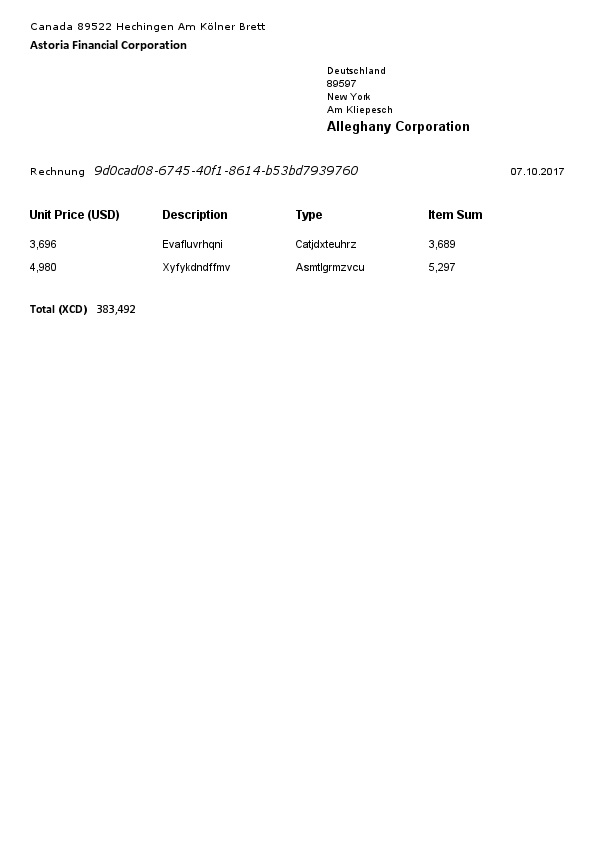 Canada 89522 Hechingen Am Kölner Brett
Astoria Financial Corporation
Deutschland
89597
New York
Am Kliepesch
Alleghany Corporation
Rechnung 9d0cad08-6745-40f1-8614-b53bd7939760 07.10.2017
Unit Price (USD) Description Type Item Sum
3,696 Evafluvrhqni Catjdxteuhrz 3,689
4,980 Xyfykdndffmv Asmtlgrmzvcu 5,297
Total (XCD) 383,492